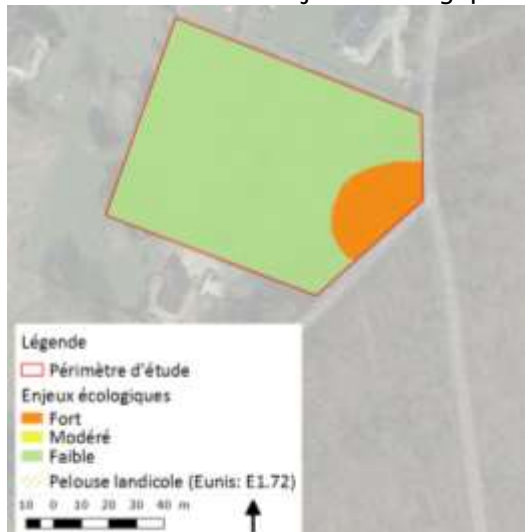 Légende
Périmètre d'étude
Enjeux écologiques
Fort
Modéré
Faible
Pelouse landicole (Eunis: E1.72)
10 0 10 20 30 40 m